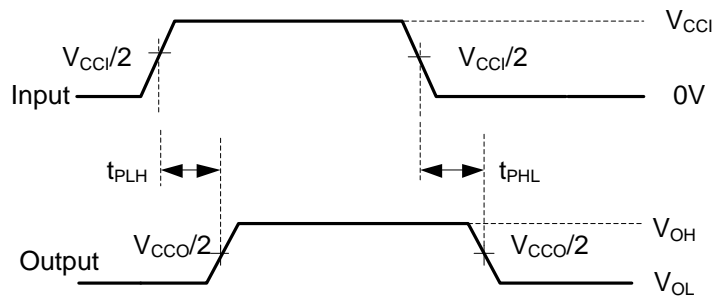 V_CCI
V_CCI/2 V_CCI/2
Input 0V
t_PLH t_PHL
V_OH
V_CCO/2 V_CCO/2
Output
V_OL